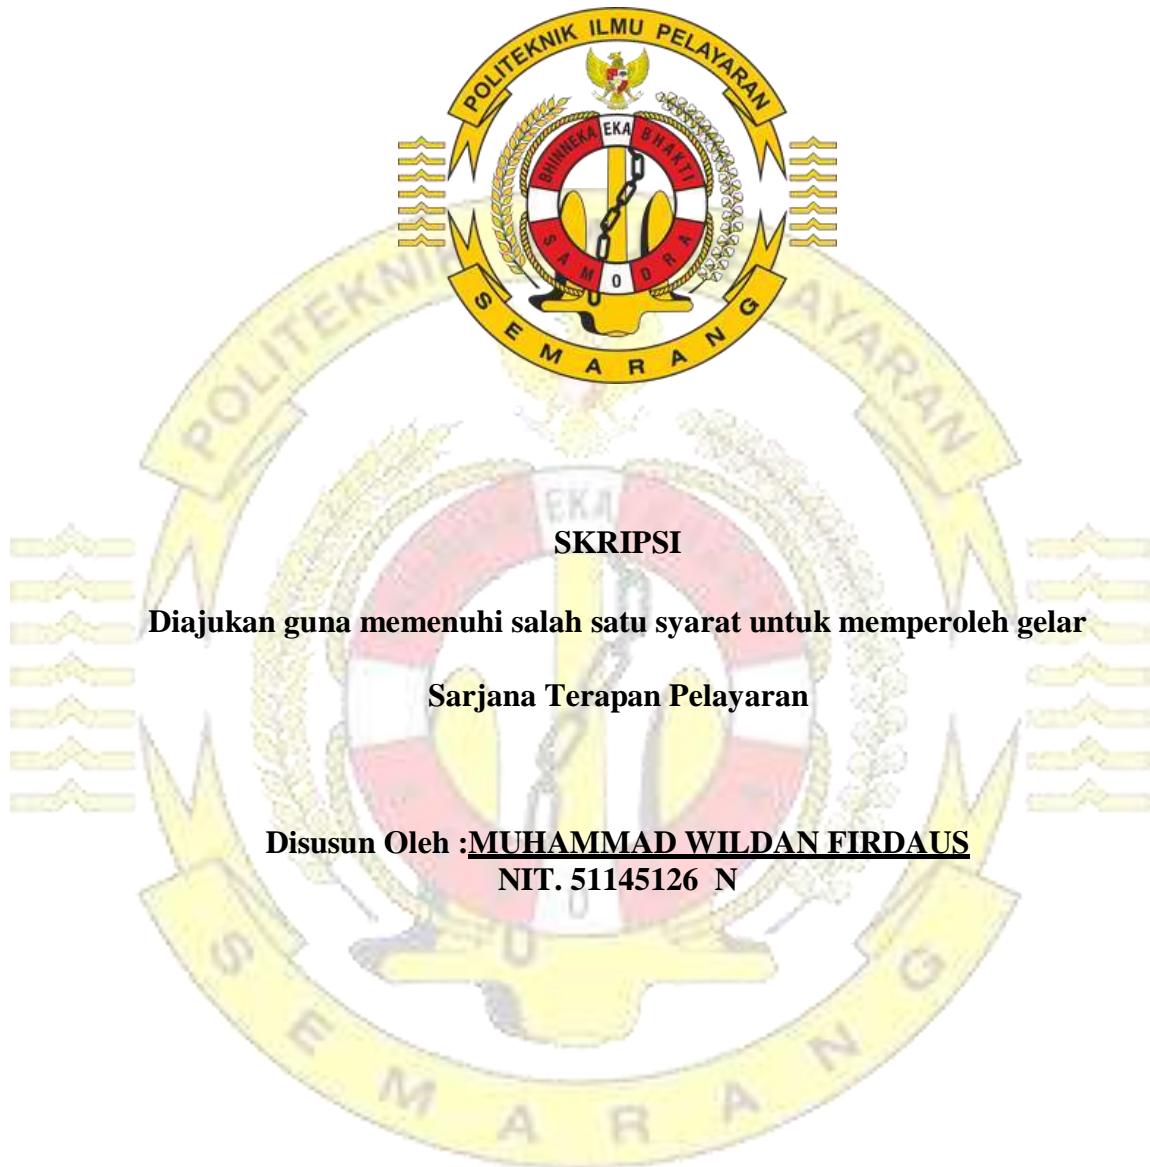 POLITEKNIK ILMU PELAYARAN
BHINNEKA EKA BHAKTI
SAMODRA
SEMARANG
SKRIPSI
Diajukan guna memenuhi salah satu syarat untuk memperoleh gelar
Sarjana Terapan Pelayaran
Disusun Oleh :MUHAMMAD WILDAN FIRDAUS
NIT. 51145126 N